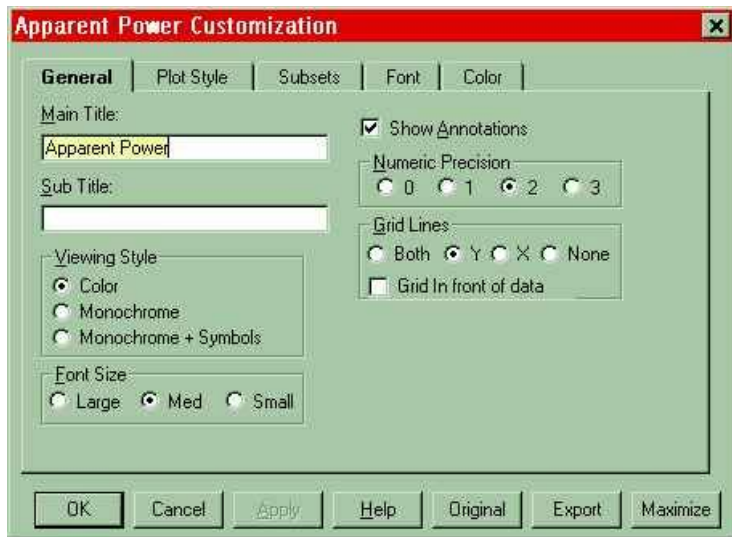 Apparent Power Customization
General Plot Style Subsets Font Color
Main Title:
Apparent Power
Show Annotations
Numeric Precision
0 1 2 3
Sub Title:
Grid Lines
Both Y X None
Grid In front of data
Viewing Style
Color
Monochrome
Monochrome + Symbols
Font Size
Large Med Small
OK Cancel Apply Help Original Export Maximize